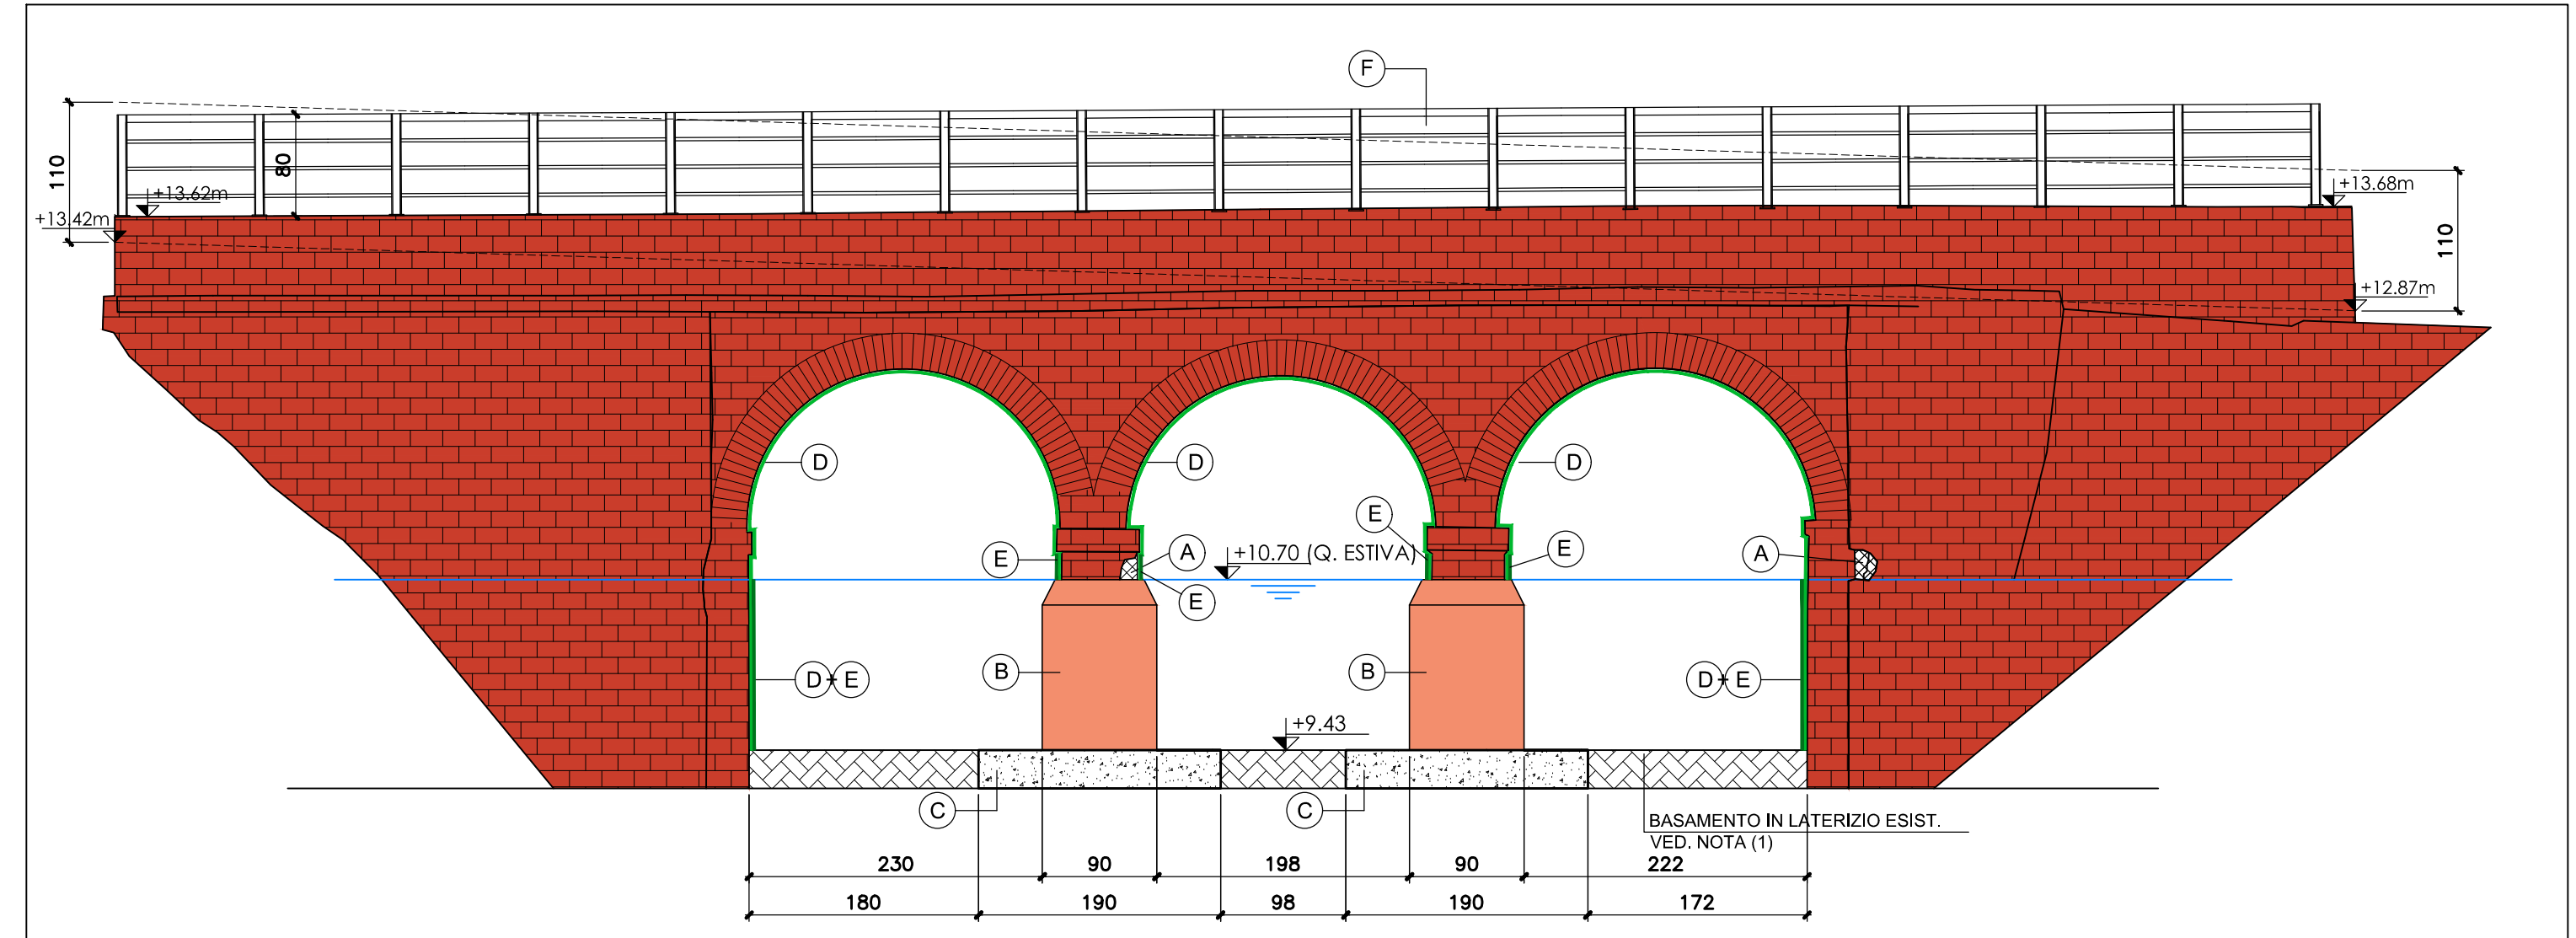 F
110
80
+13.62m
+13.42m
+13.68m
110
+12.87m
D
D
D
E
E
A
+10.70 (Q. ESTIVA)
E
A
E
D+E
B
B
D+E
+9.43
C
C
BASAMENTO IN LATERIZIO ESIST.
VED. NOTA (1)
230 90 198 90 222
180 190 98 190 172